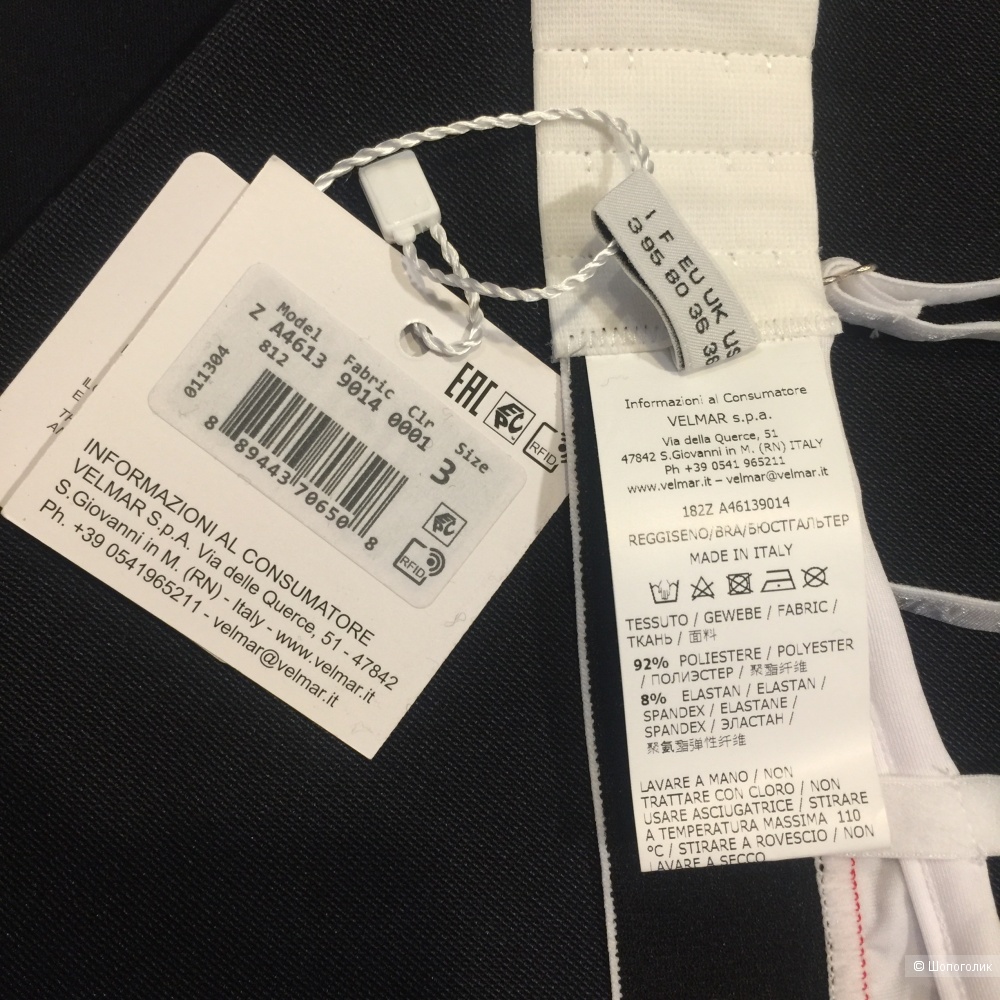 Model Fabric Clr Size
Z A4613 9014 0001 3
812
011304
8 889443 70650 8
RFID
EAC
RFID
INFORMAZIONI AL CONSUMATORE
VELMAR S.p.A. Via delle Querce, 51 - 47842
S.Giovanni in M. (RN) - Italy - www.velmar.it
Ph. +39 0541965211 - velmar@velmar.it
I F EU UK US
3 95 80 36 36
Informazioni al Consumatore
VELMAR s.p.a.
Via della Querce, 51
47842 S.Giovanni in M. (RN) ITALY
Ph +39 0541 965211
www.velmar.it – velmar@velmar.it
182Z A46139014
REGGISENO/BRA/БЮСТГАЛЬТЕР
MADE IN ITALY
TESSUTO / GEWEBE / FABRIC /
ТКАНЬ / 面料
92% POLIESTERE / POLYESTER
/ ПОЛИЭСТЕР / 聚酯纤维
8% ELASTAN / ELASTAN /
SPANDEX / ELASTANE /
SPANDEX / ЭЛАСТАН /
聚氨酯弹性纤维
LAVARE A MANO / NON
TRATTARE CON CLORO / NON
USARE ASCIUGATRICE / STIRARE
A TEMPERATURA MASSIMA 110
°C / STIRARE A ROVESCIO / NON
LAVARE A SECCO
© Шопоголик